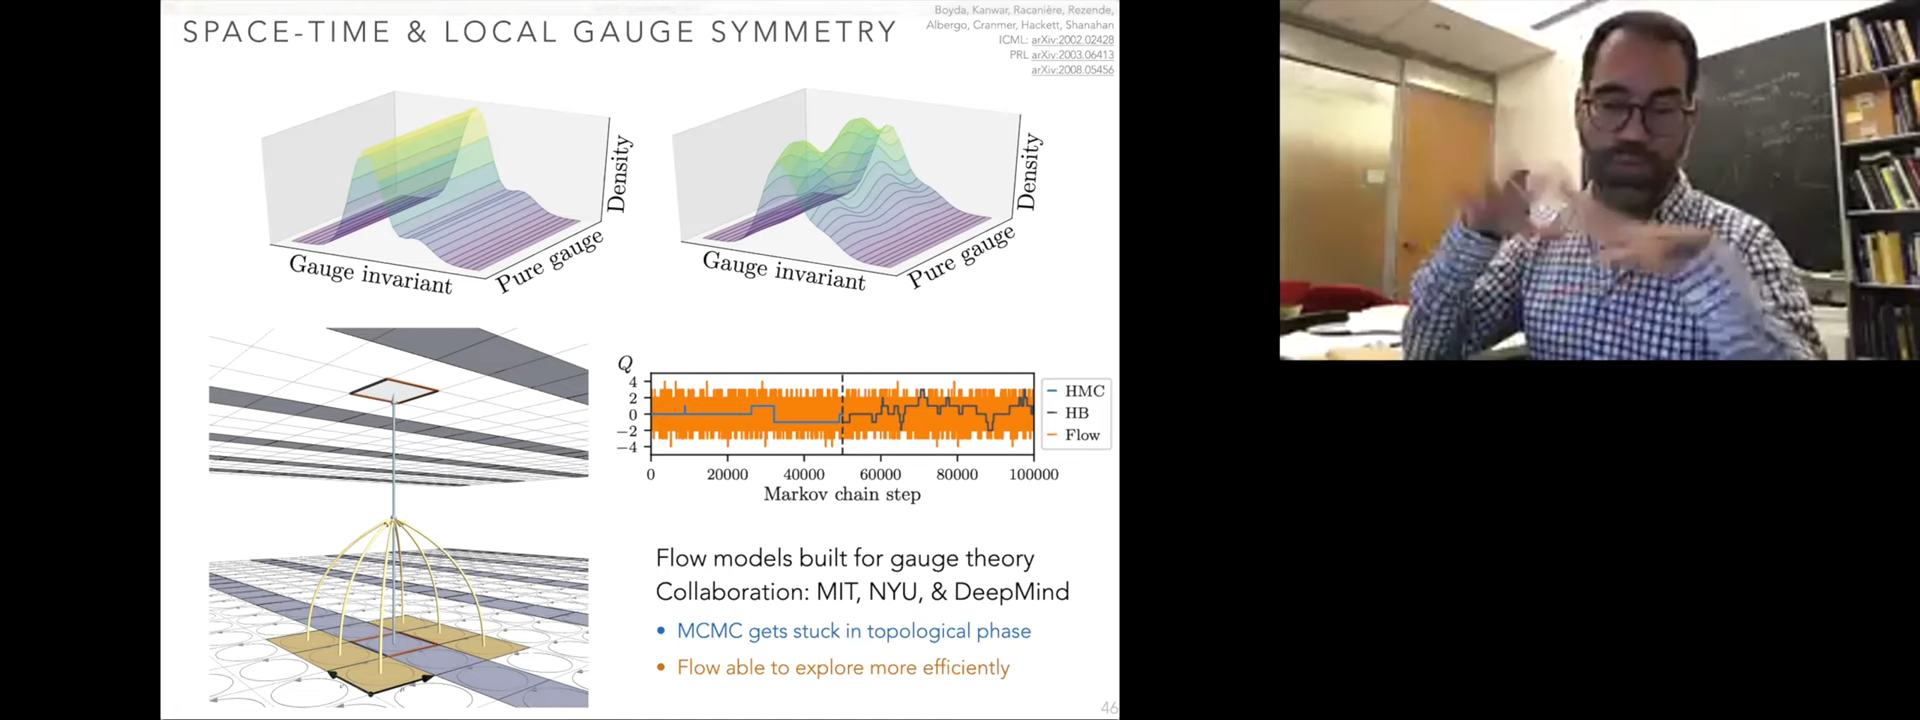 SPACE-TIME & LOCAL GAUGE SYMMETRY
Boyda, Kanwar, Racanière, Rezende,
Albergo, Cranmer, Hackett, Shanahan
ICML: arXiv:2002.02428
PRL arXiv:2003.06413
arXiv:2008.05456
Density
Gauge invariant
Pure gauge
Density
Gauge invariant
Pure gauge
Q
4
2
0
−2
−4
0 20000 40000 60000 80000 100000
Markov chain step
HMC
HB
Flow
Flow models built for gauge theory
Collaboration: MIT, NYU, & DeepMind
• MCMC gets stuck in topological phase
• Flow able to explore more efficiently
46